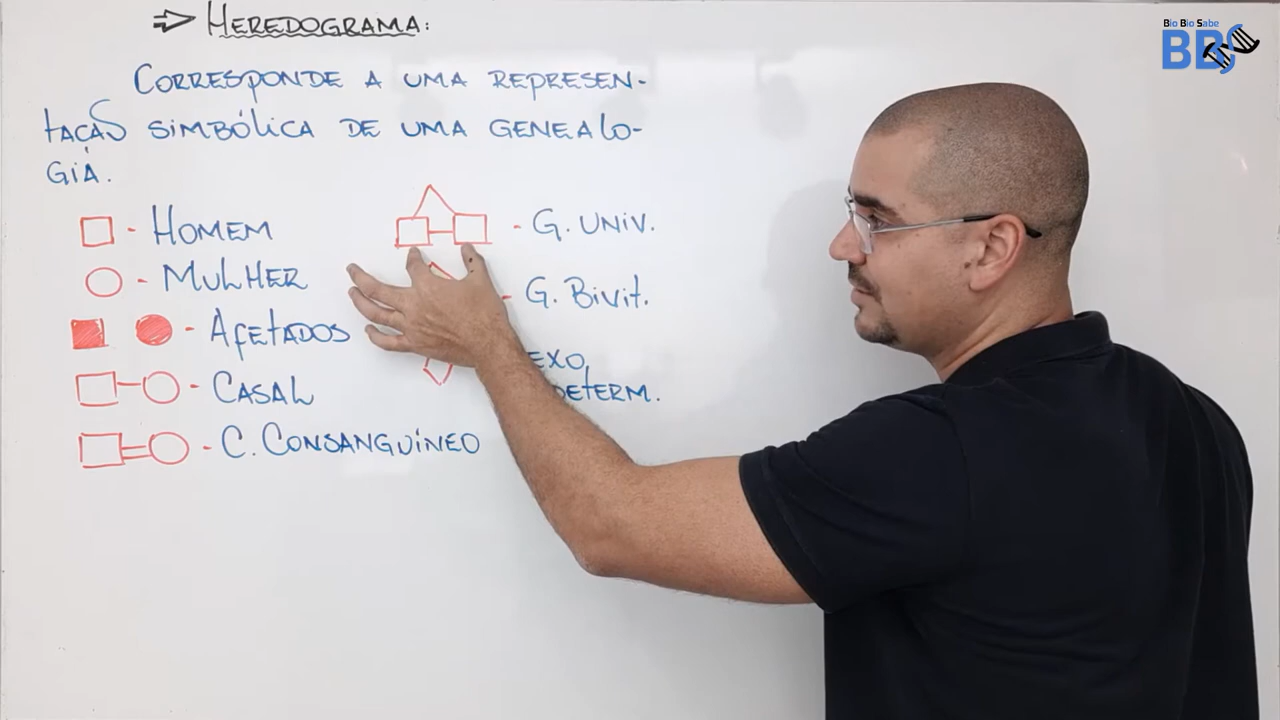 ⇒ HEREDOGRAMA:
CORRESPONDE A UMA REPRESEN-
TAÇÃO SIMBÓLICA DE UMA GENEALO-
GIA.
- HOMEM
- MULHER
- AFETADOS
- CASAL
- C. CONSANGUÍNEO
- G. UNIV.
- G. BIVIT.
EXO
DETERM.
Bio Bio Sabe
BBS